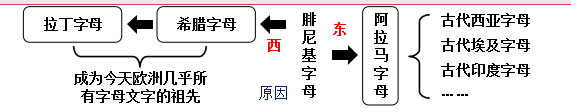 拉丁字母
希腊字母
西
原因
腓尼基字母
东
阿拉马字母
古代西亚字母
古代埃及字母
古代印度字母
... ...
成为今天欧洲几乎所
有字母文字的祖先